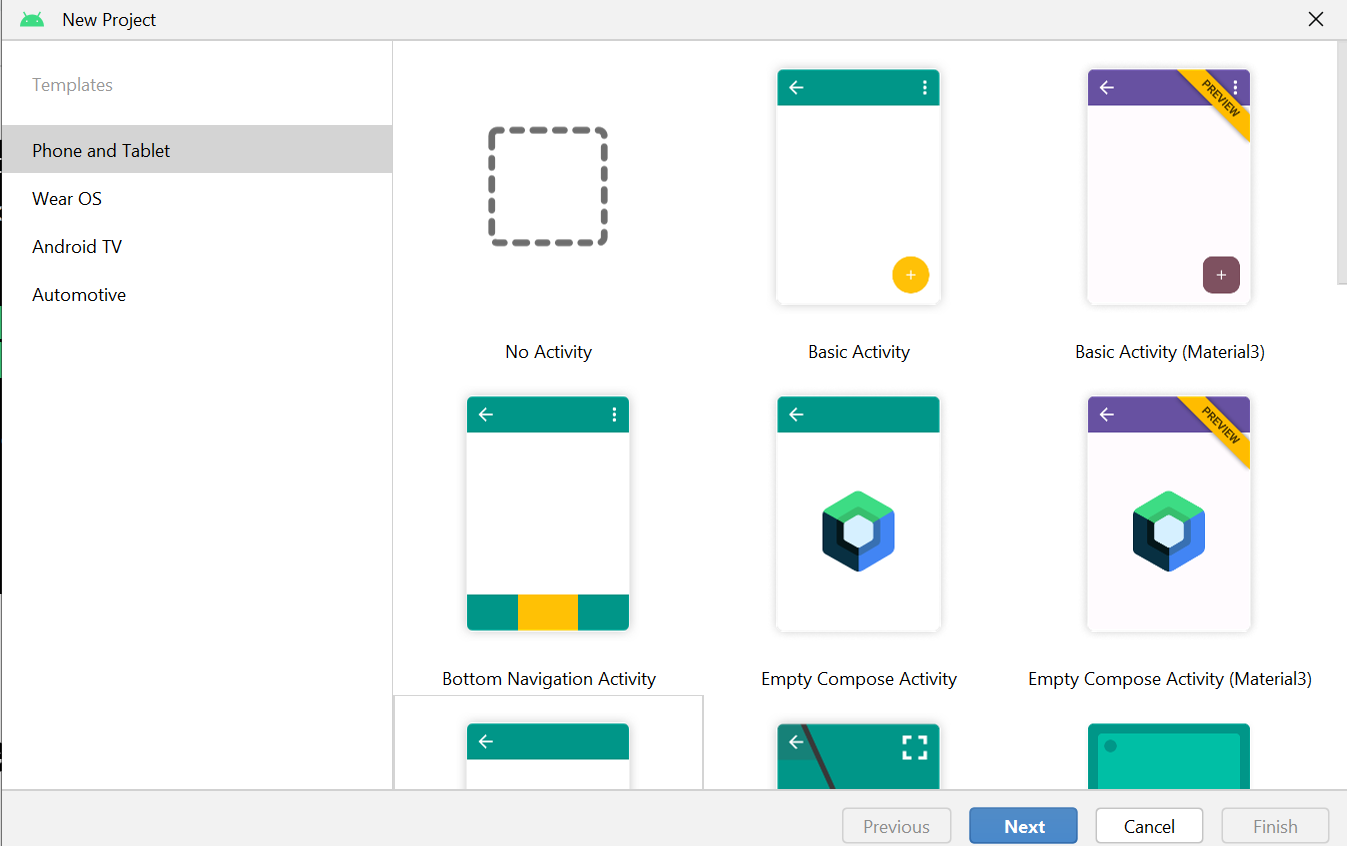 New Project
Templates
Phone and Tablet
Wear OS
Android TV
Automotive
PREVIEW
No Activity
Basic Activity
Basic Activity (Material3)
PREVIEW
Bottom Navigation Activity
Empty Compose Activity
Empty Compose Activity (Material3)
Previous
Next
Cancel
Finish